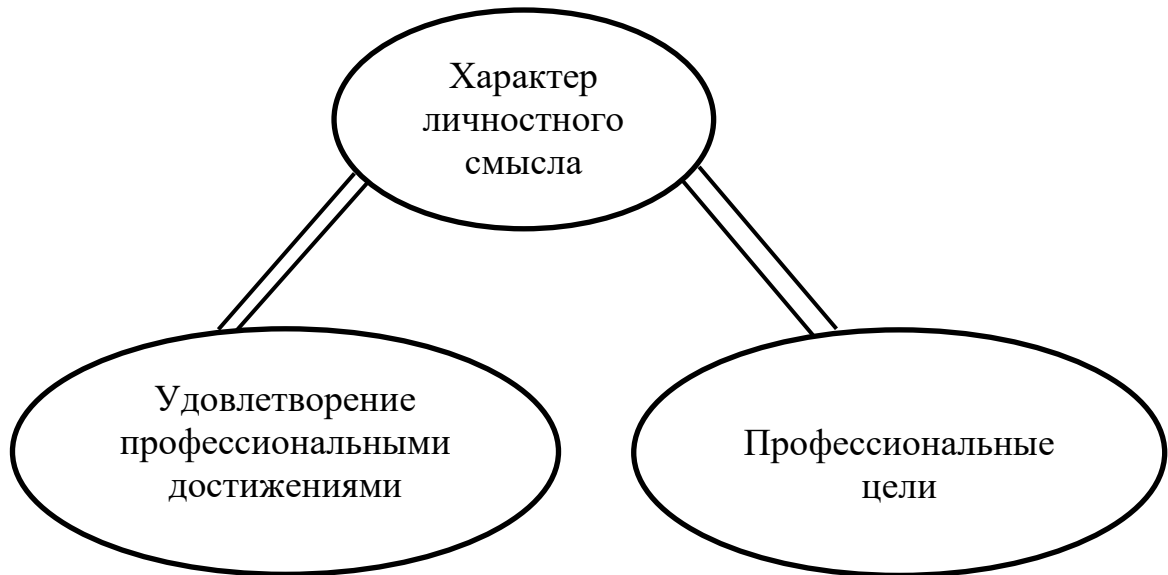 Характер
личностного
смысла
Удовлетворение
профессиональными
достижениями
Профессиональные
цели